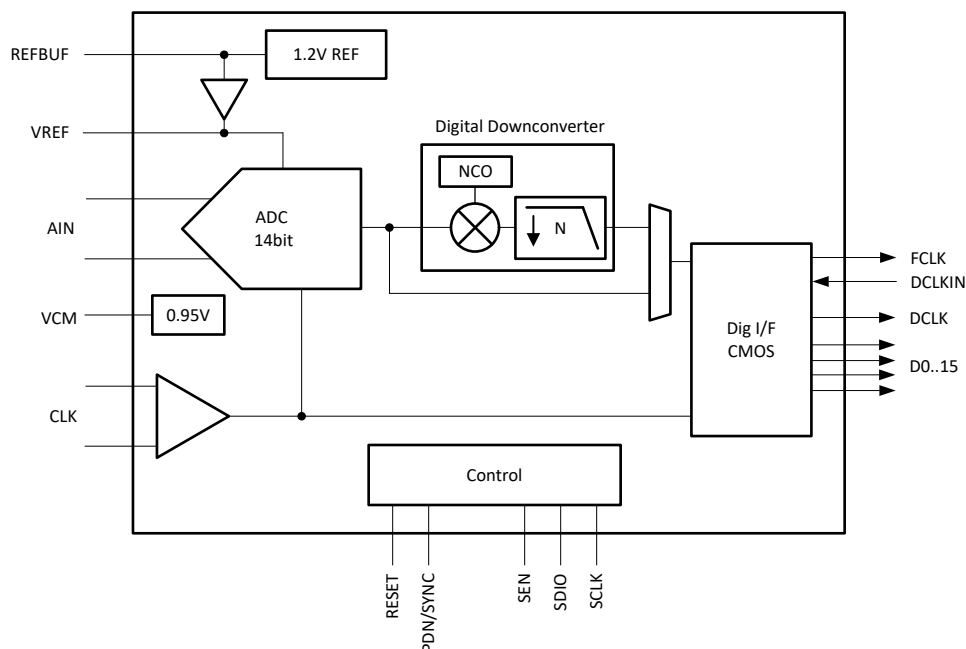 REFBUF
1.2V REF
VREF
Digital Downconverter
NCO
ADC
14bit
N
AIN
FCLK
DCLKIN
VCM
0.95V
DCLK
Dig I/F
CMOS
D0..15
CLK
Control
RESET
PDN/SYNC
SEN
SDIO
SCLK